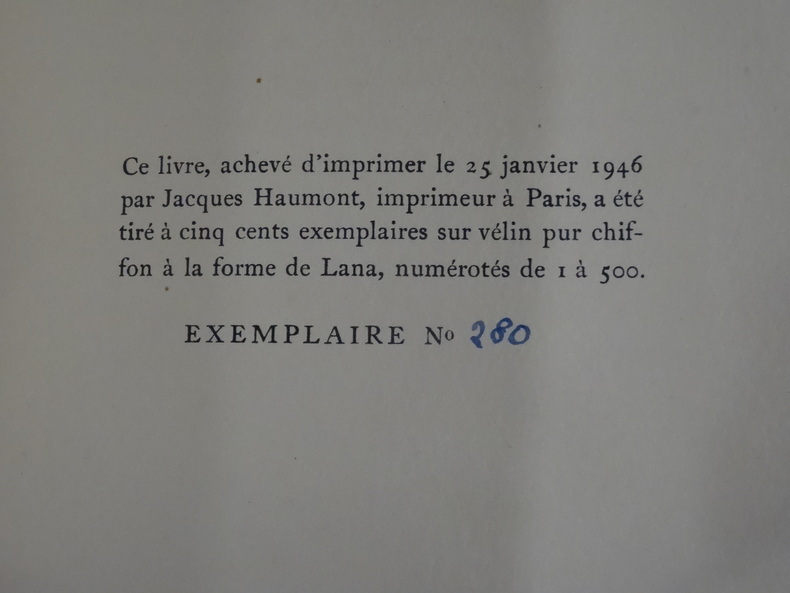 Ce livre, achevé d'imprimer le 25 janvier 1946
par Jacques Haumont, imprimeur à Paris, a été
tiré à cinq cents exemplaires sur vélin pur chif-
fon à la forme de Lana, numérotés de 1 à 500.
EXEMPLAIRE No 280